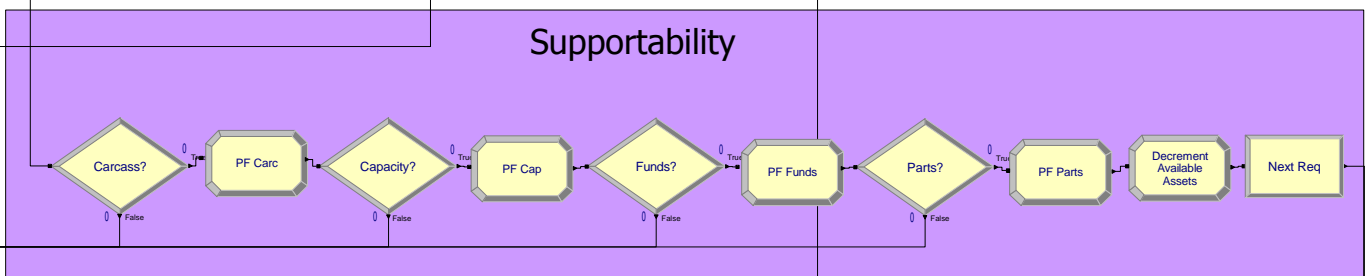 Supportability
Carcass?
0
True
0
False
PF Carc
Capacity?
0
True
0
False
PF Cap
Funds?
0
True
0
False
PF Funds
Parts?
0
True
0
False
PF Parts
Decrement
Available
Assets
Next Req